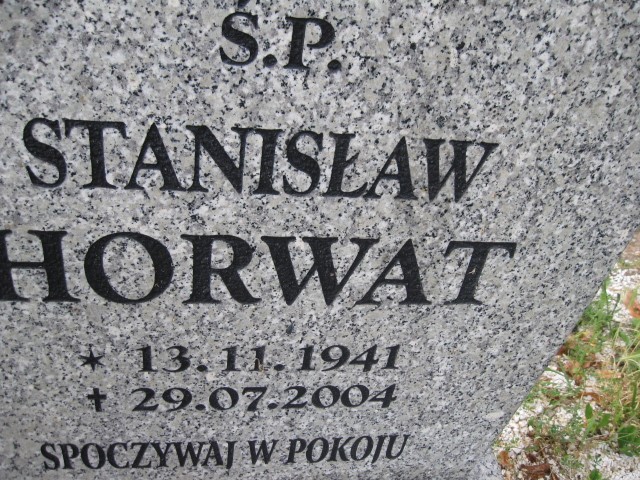 Ś.P.
STANISŁAW
HORWAT
* 13.11.1941
✝ 29.07.2004
SPOCZYWAJ W POKOJU